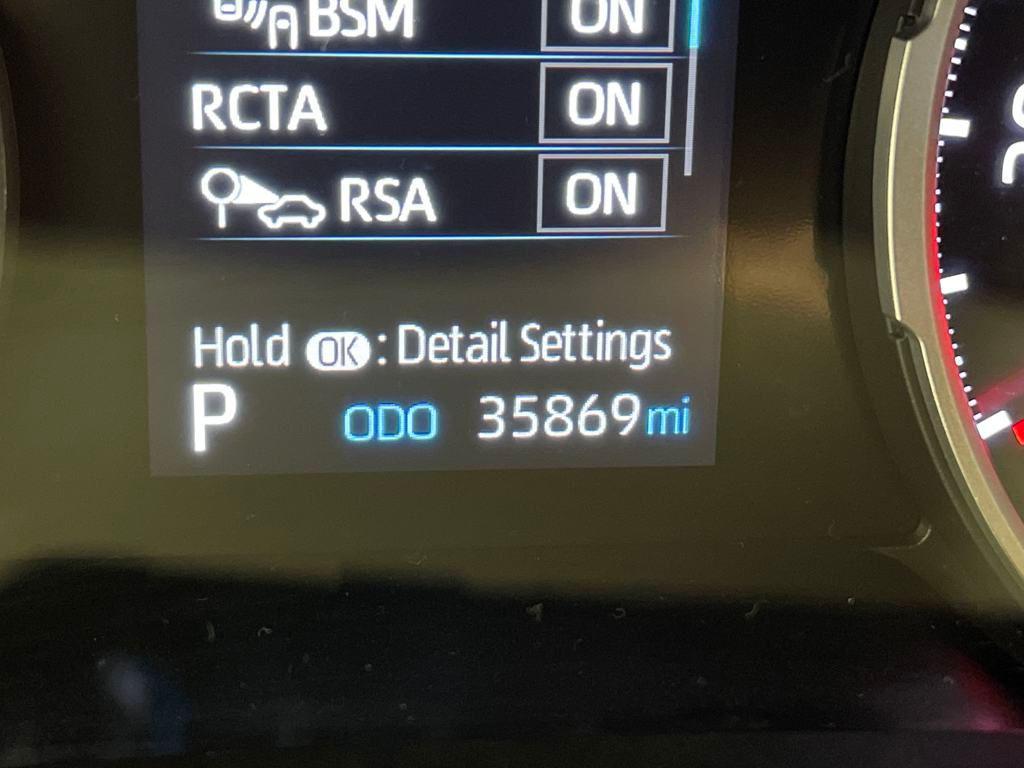 BSM ON
RCTA ON
RSA ON
Hold OK : Detail Settings
P ODO 35869 mi